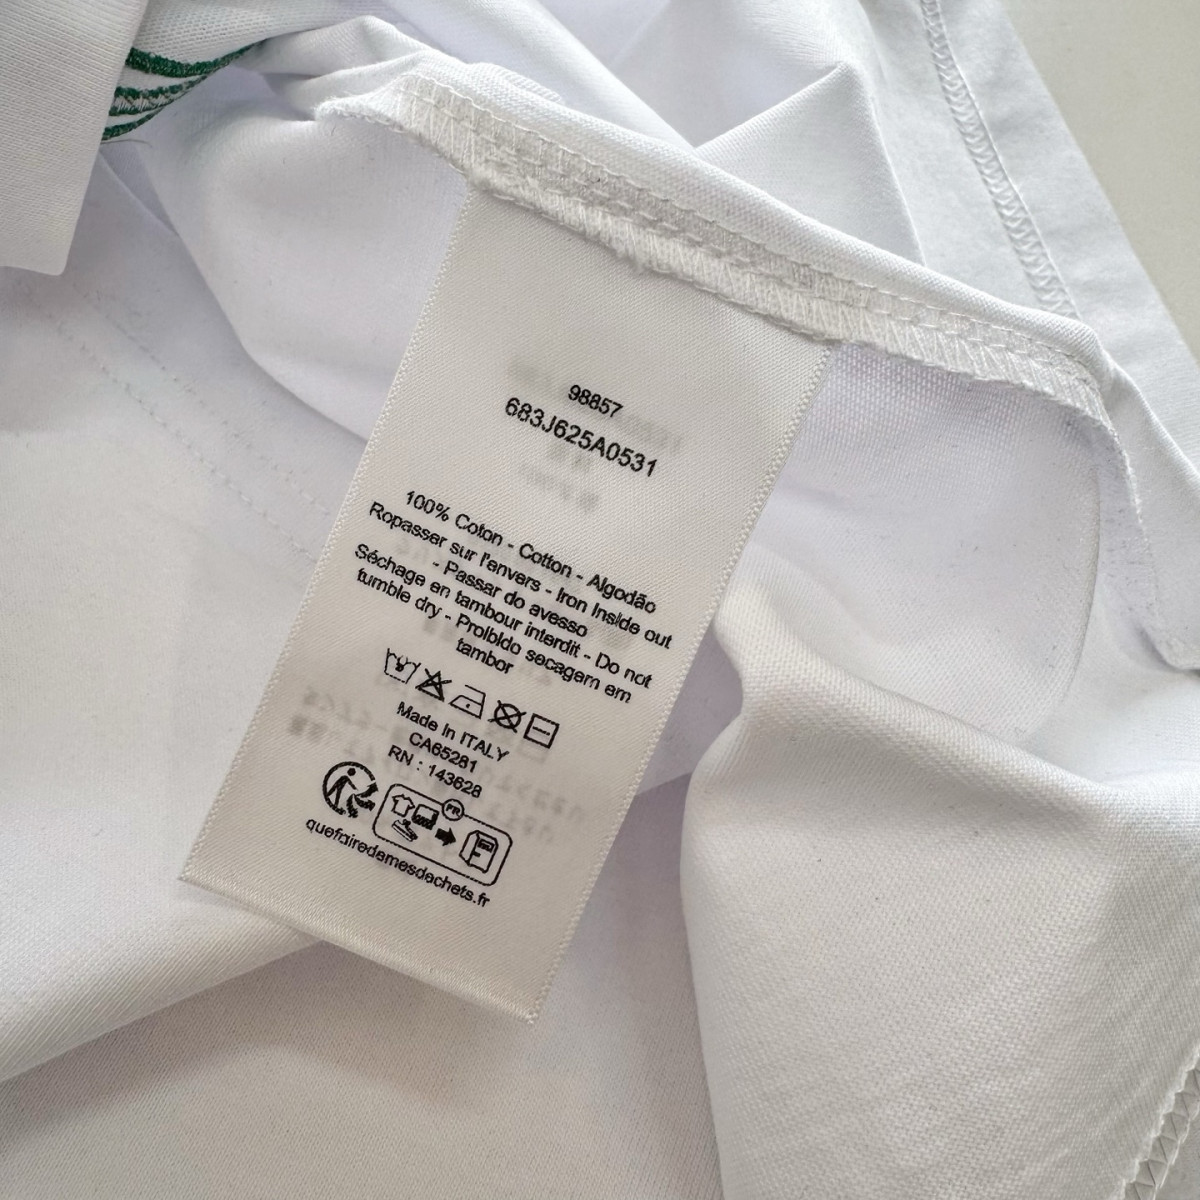 98857
683J625A0531
100% Coton - Cotton - Algodão
Ropasser sur l'envers - Iron Inside out
- Passar do avesso
Séchage en tambour interdit - Do not
tumble dry - Proibido secagem em
tambor
Made in ITALY
CA65281
RN : 143628
FR
quefairedemesdechets.fr